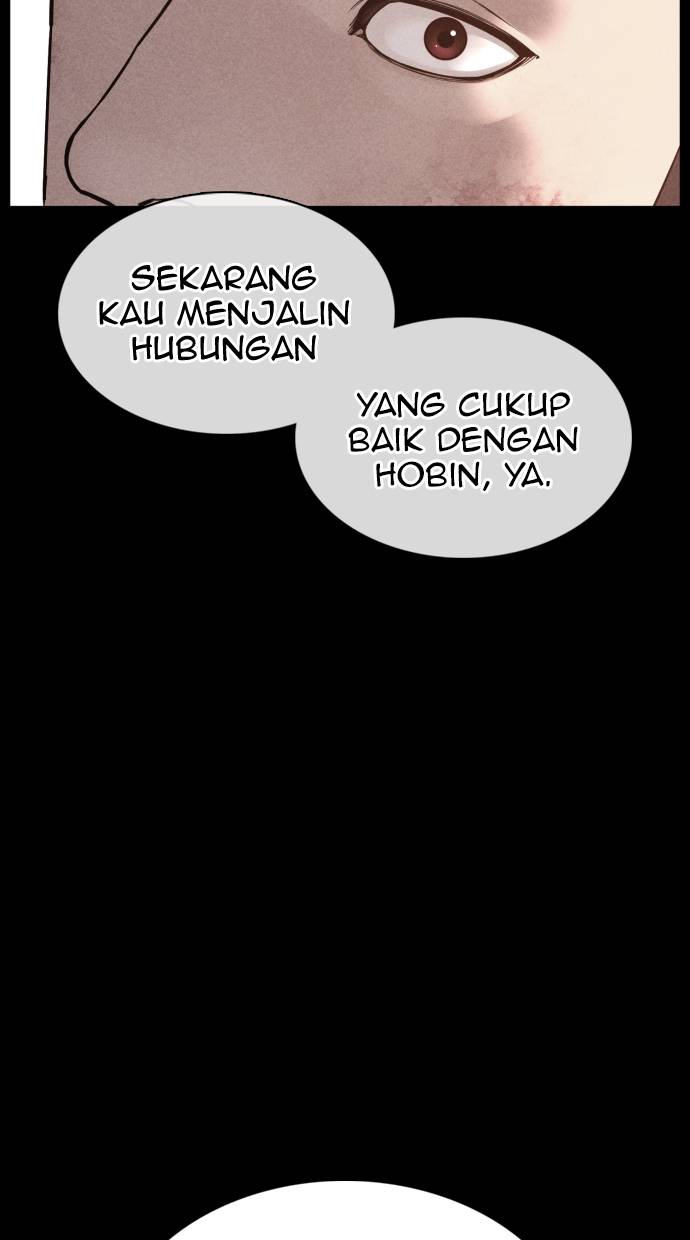 SEKARANG
KAU MENJALIN
HUBUNGAN
YANG CUKUP
BAIK DENGAN
HOBIN, YA.